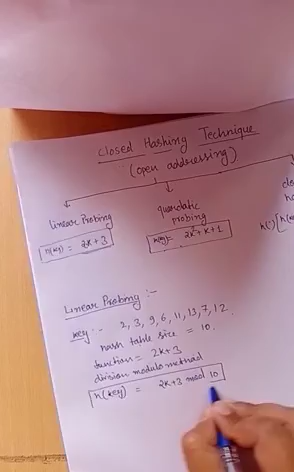 closed Hashing Technique
(open addressing)
linear Probing
h(key) = 2k+3
quardatic
probing
h(key)= 2k²+k+1
Linear Probing :-
Key :- 2, 3, 9, 6, 11, 13, 7, 12.
hash table size = 10.
function = 2k+3
division modulo method
h(key) = 2k+3 mod 10